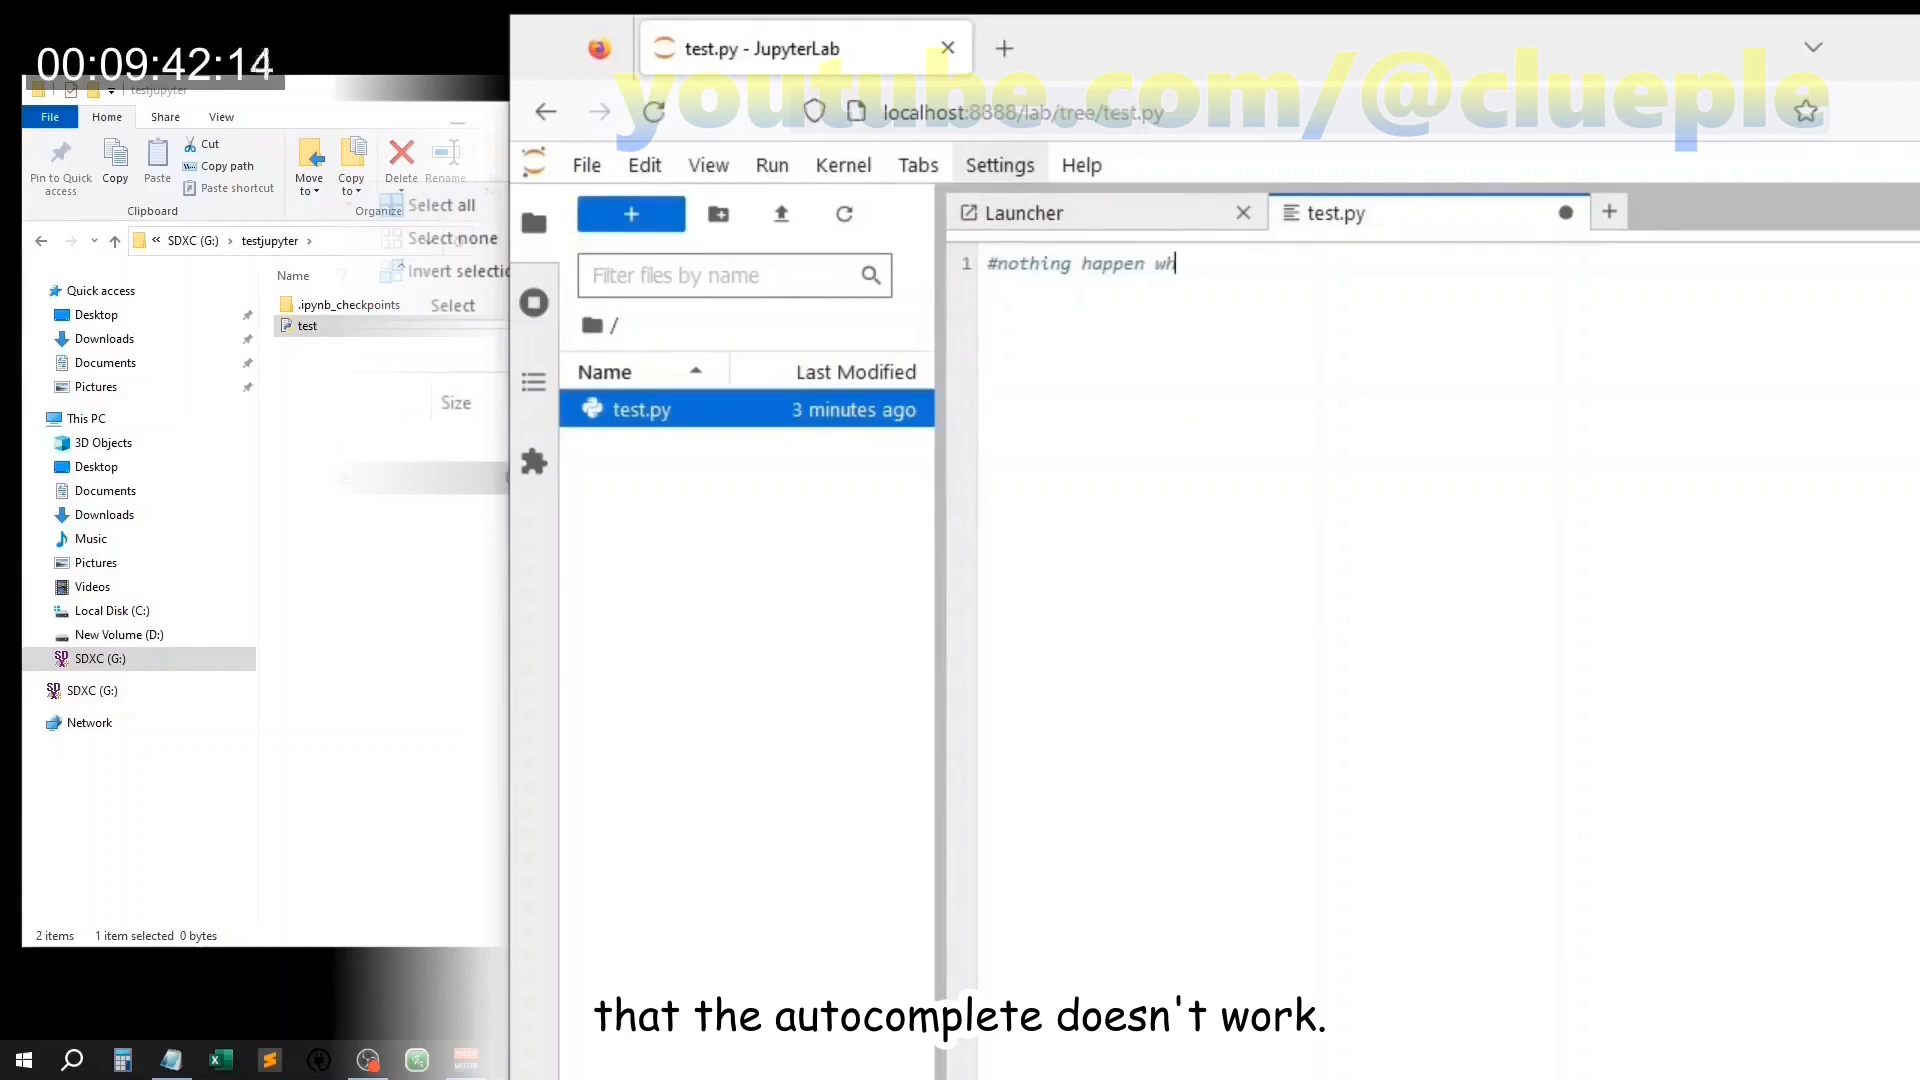 00:09:42:14
testjupyter
File Home Share View
Pin to Quick access
Copy
Paste
Cut
Copy path
Paste shortcut
Clipboard
Move to
Copy to
Delete
Rename
Organize
Select all
Select none
Invert selectio
Select
« SDXC (G:) › testjupyter ›
Name
.ipynb_checkpoints
test
Size
Quick access
Desktop
Downloads
Documents
Pictures
This PC
3D Objects
Desktop
Documents
Downloads
Music
Pictures
Videos
Local Disk (C:)
New Volume (D:)
SDXC (G:)
SDXC (G:)
Network
2 items 1 item selected 0 bytes
test.py - JupyterLab
youtube.com/@clueple
localhost:8888/lab/tree/test.py
File Edit View Run Kernel Tabs Settings Help
Filter files by name
/
Name Last Modified
test.py 3 minutes ago
Launcher test.py
1 #nothing happen wh
that the autocomplete doesn't work.